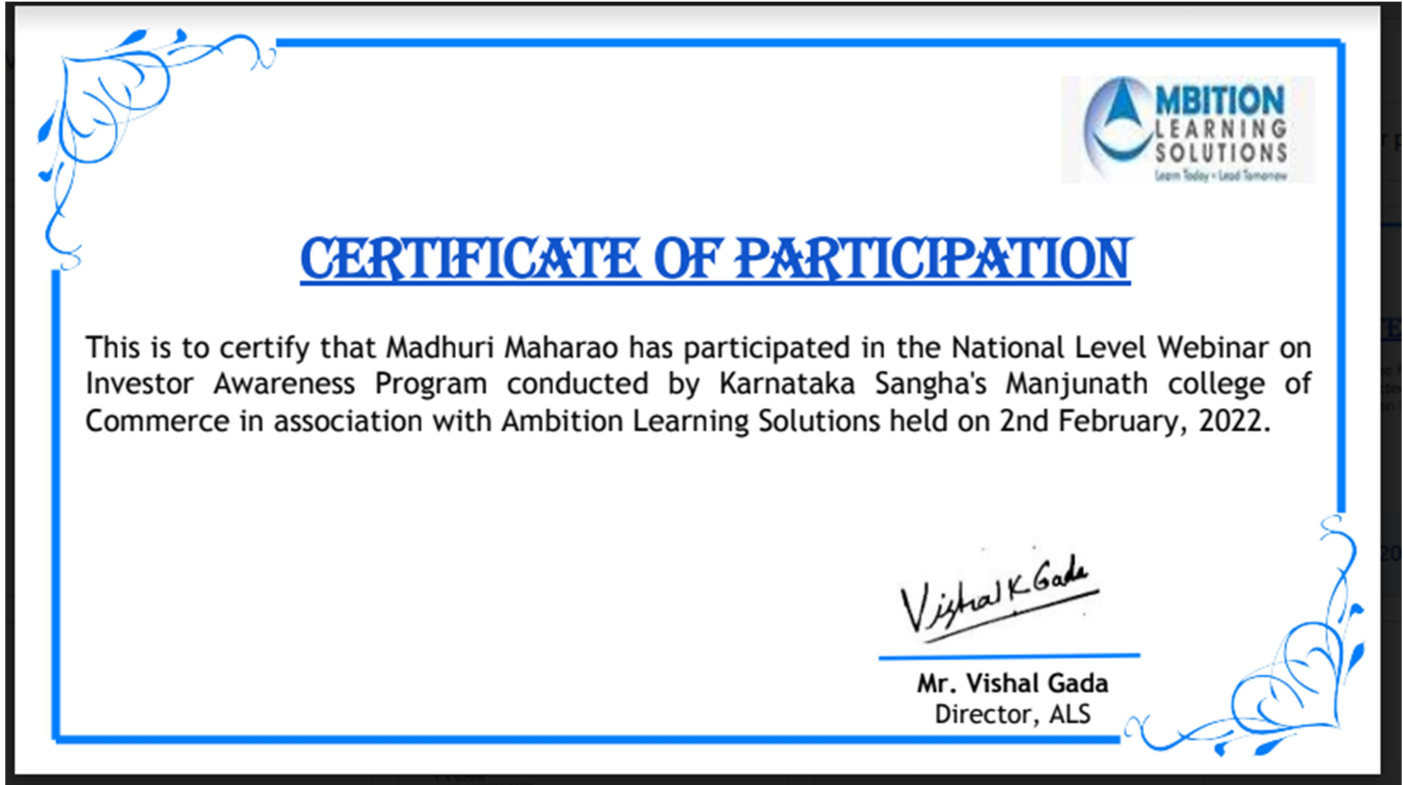 MBITION
LEARNING
SOLUTIONS
Learn Today - Lead Tomorrow
CERTIFICATE OF PARTICIPATION
This is to certify that Madhuri Maharao has participated in the National Level Webinar on
Investor Awareness Program conducted by Karnataka Sangha's Manjunath college of
Commerce in association with Ambition Learning Solutions held on 2nd February, 2022.
Vishal K Gada
Mr. Vishal Gada
Director, ALS